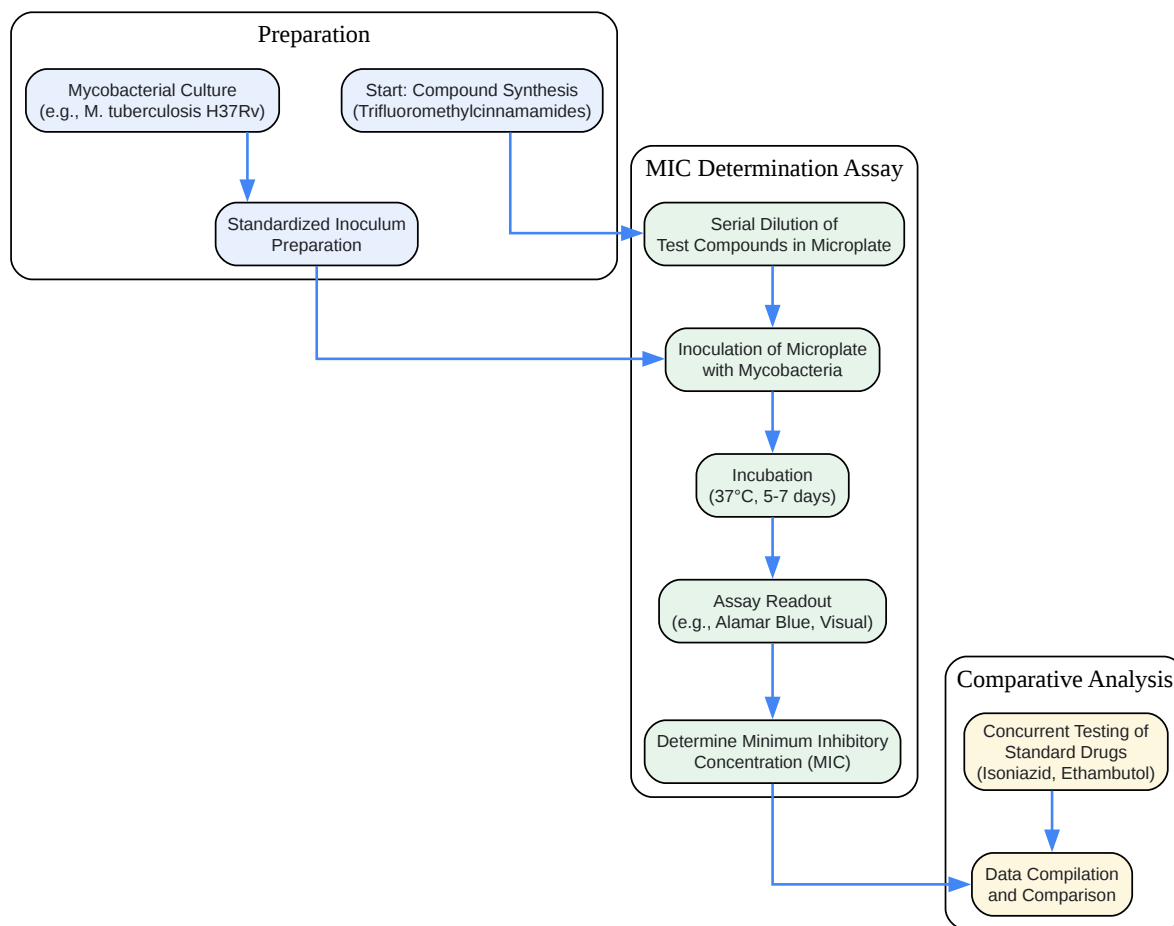 Preparation
Mycobacterial Culture
(e.g., M. tuberculosis H37Rv)
Start: Compound Synthesis
(Trifluoromethylcinnamamides)
Standardized Inoculum
Preparation
MIC Determination Assay
Serial Dilution of
Test Compounds in Microplate
Inoculation of Microplate
with Mycobacteria
Incubation
(37°C, 5-7 days)
Assay Readout
(e.g., Alamar Blue, Visual)
Determine Minimum Inhibitory
Concentration (MIC)
Comparative Analysis
Concurrent Testing of
Standard Drugs
(Isoniazid, Ethambutol)
Data Compilation
and Comparison